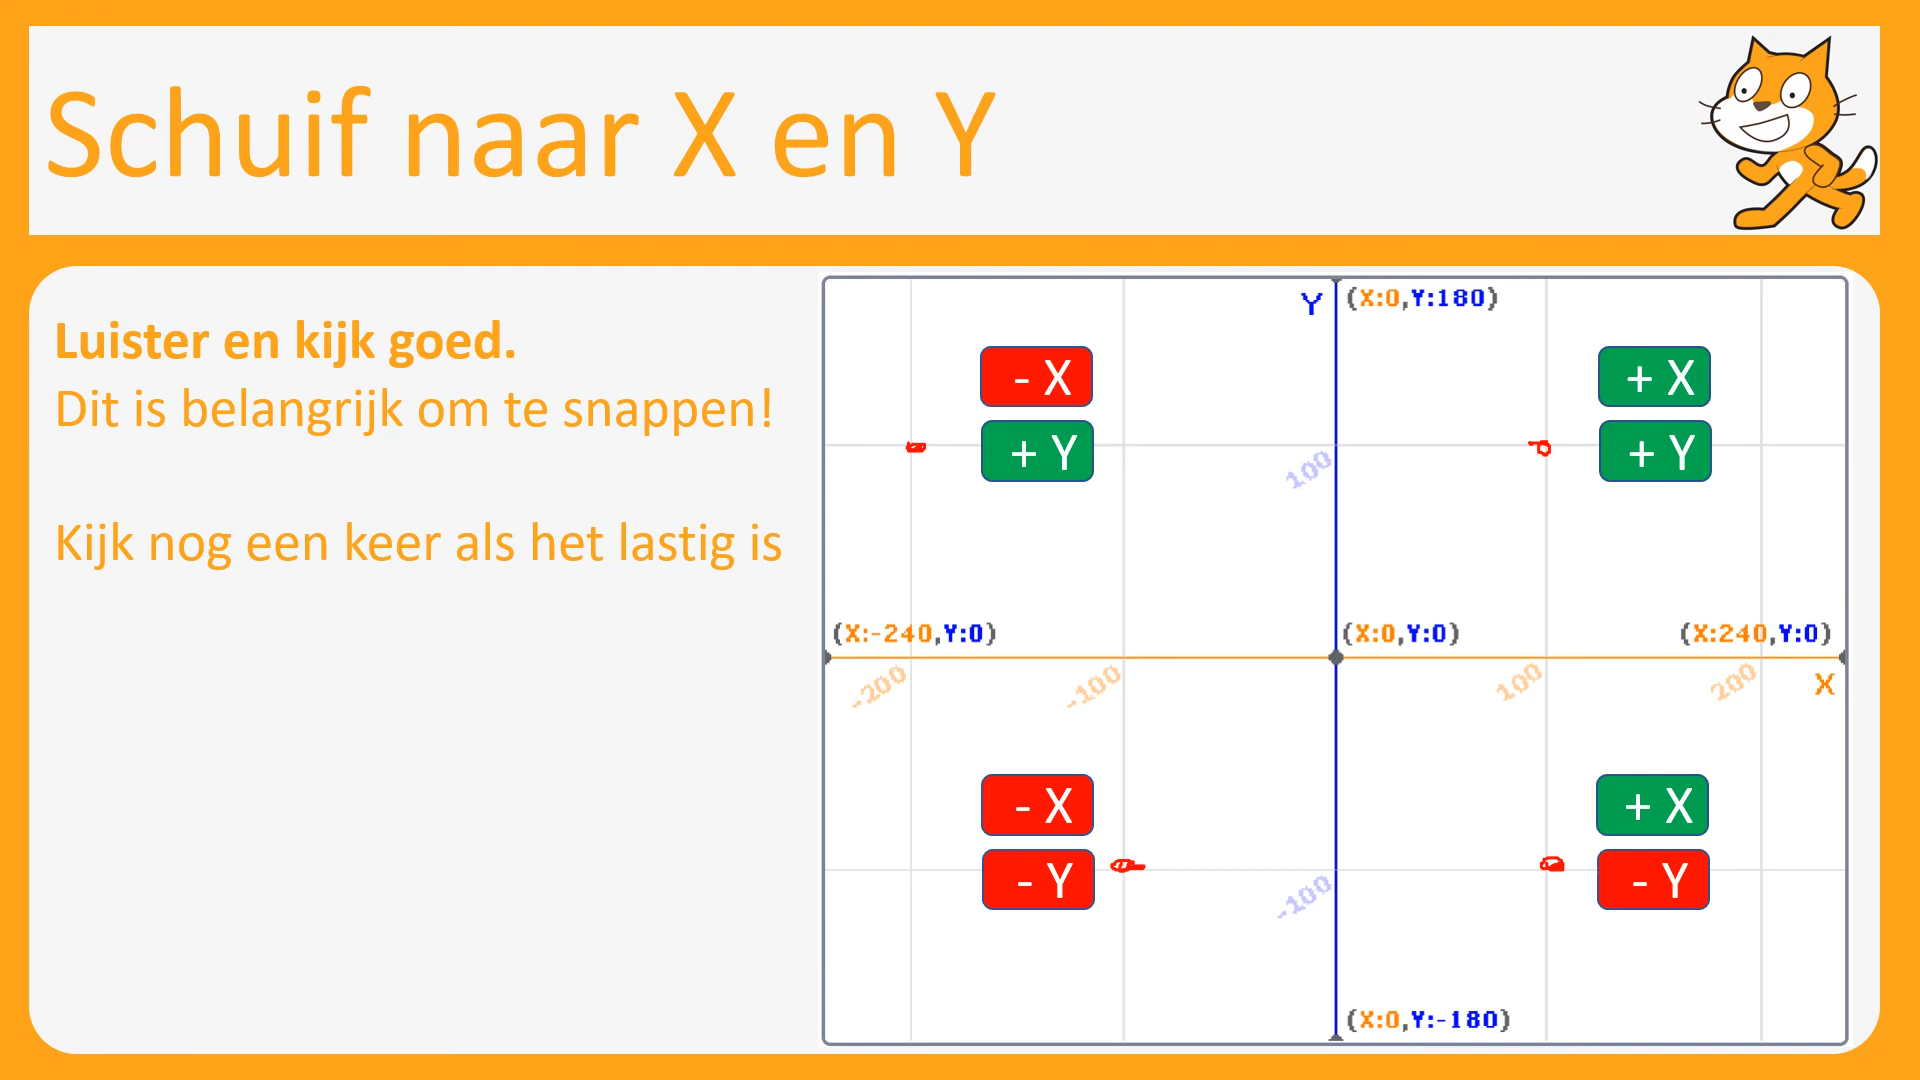 Schuif naar X en Y
Luister en kijk goed.
Dit is belangrijk om te snappen!
Kijk nog een keer als het lastig is
Y (X:0,Y:180)
- X
+ X
+ Y
+ Y
100
(X:-240,Y:0)
(X:0,Y:0)
(X:240,Y:0)
-200
-100
100
200
X
- X
+ X
- Y
- Y
-100
(X:0,Y:-180)